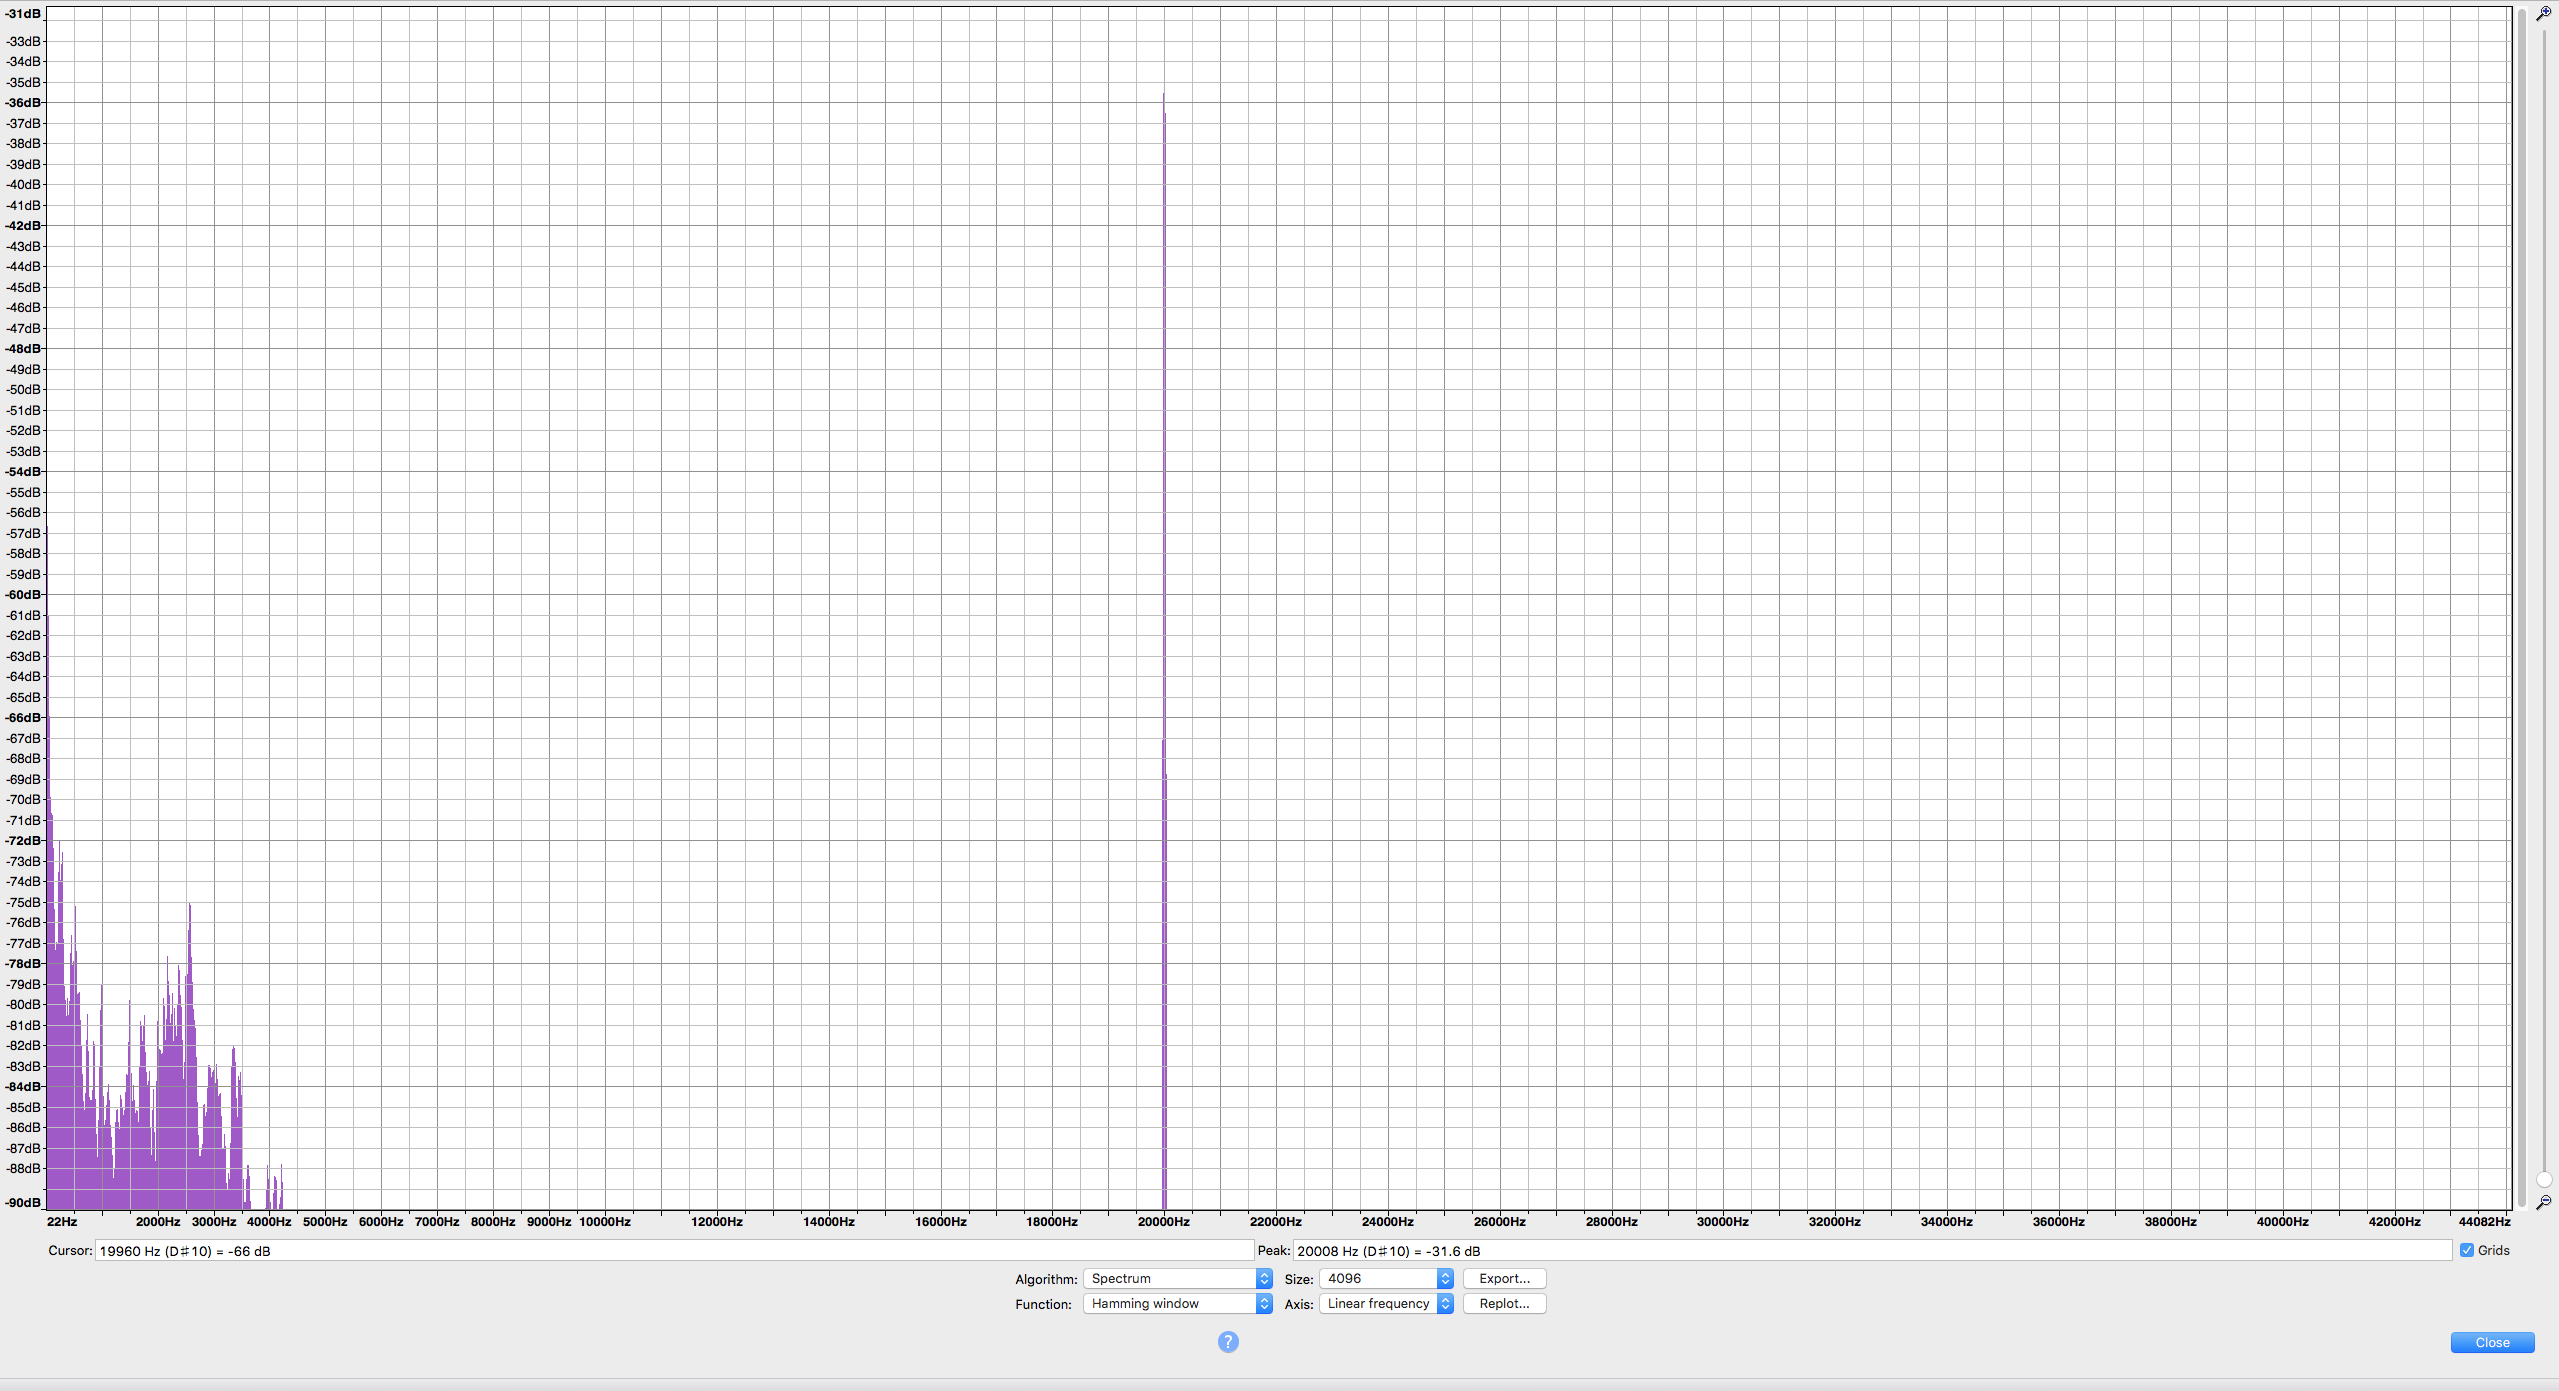 -31dB
-33dB
-34dB
-35dB
-36dB
-37dB
-38dB
-39dB
-40dB
-41dB
-42dB
-43dB
-44dB
-45dB
-46dB
-47dB
-48dB
-49dB
-50dB
-51dB
-52dB
-53dB
-54dB
-55dB
-56dB
-57dB
-58dB
-59dB
-60dB
-61dB
-62dB
-63dB
-64dB
-65dB
-66dB
-67dB
-68dB
-69dB
-70dB
-71dB
-72dB
-73dB
-74dB
-75dB
-76dB
-77dB
-78dB
-79dB
-80dB
-81dB
-82dB
-83dB
-84dB
-85dB
-86dB
-87dB
-88dB
-90dB
22Hz 2000Hz 3000Hz 4000Hz 5000Hz 6000Hz 7000Hz 8000Hz 9000Hz 10000Hz 12000Hz 14000Hz 16000Hz 18000Hz 20000Hz 22000Hz 24000Hz 26000Hz 28000Hz 30000Hz 32000Hz 34000Hz 36000Hz 38000Hz 40000Hz 42000Hz 44082Hz
Cursor: 19960 Hz (D♯10) = -66 dB Peak: 20008 Hz (D♯10) = -31.6 dB Grids
Algorithm: Spectrum Size: 4096 Export...
Function: Hamming window Axis: Linear frequency Replot...
?
Close